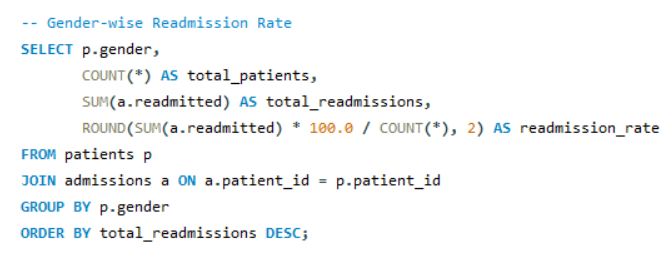 -- Gender-wise Readmission Rate
SELECT p.gender,
COUNT(*) AS total_patients,
SUM(a.readmitted) AS total_readmissions,
ROUND(SUM(a.readmitted) * 100.0 / COUNT(*), 2) AS readmission_rate
FROM patients p
JOIN admissions a ON a.patient_id = p.patient_id
GROUP BY p.gender
ORDER BY total_readmissions DESC;